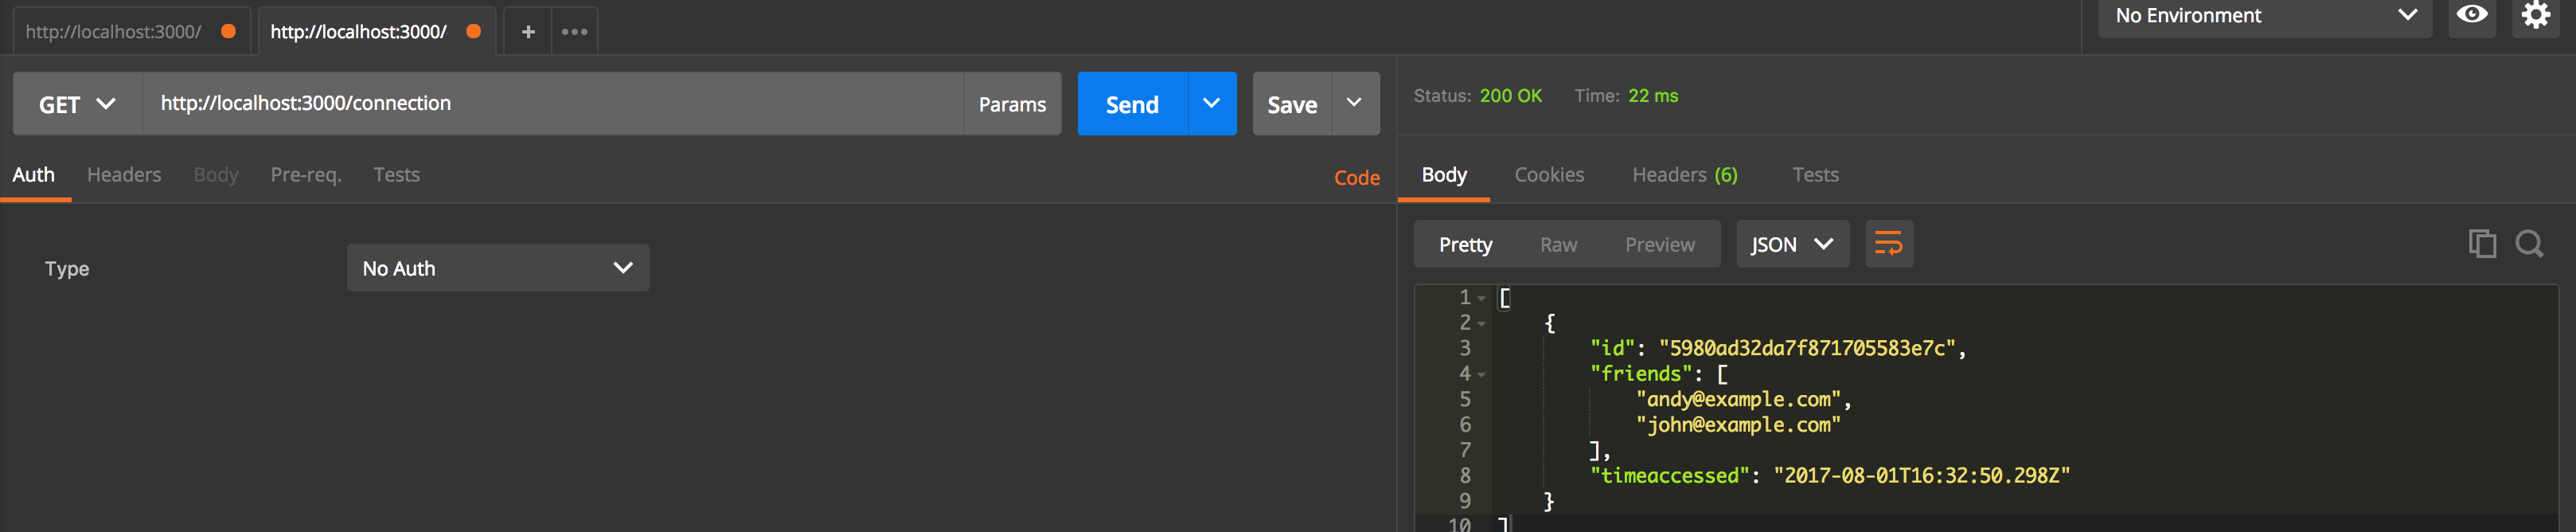 http://localhost:3000/ http://localhost:3000/ + ••• No Environment
GET http://localhost:3000/connection Params Send Save
Status: 200 OK Time: 22 ms
Auth Headers Body Pre-req. Tests Code
Body Cookies Headers (6) Tests
Type No Auth
Pretty Raw Preview JSON
1 [
2 {
3 "id": "5980ad32da7f871705583e7c",
4 "friends": [
5 "andy@example.com",
6 "john@example.com"
7 ],
8 "timeaccessed": "2017-08-01T16:32:50.298Z"
9 }
10 ]